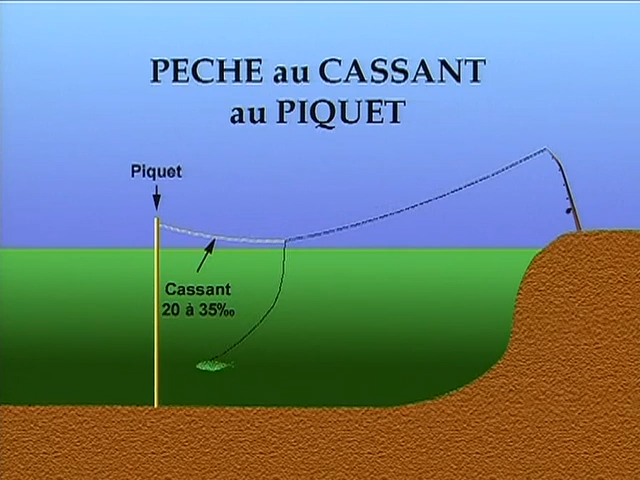 PECHE au CASSANT
au PIQUET
Piquet
Cassant
20 à 35‰